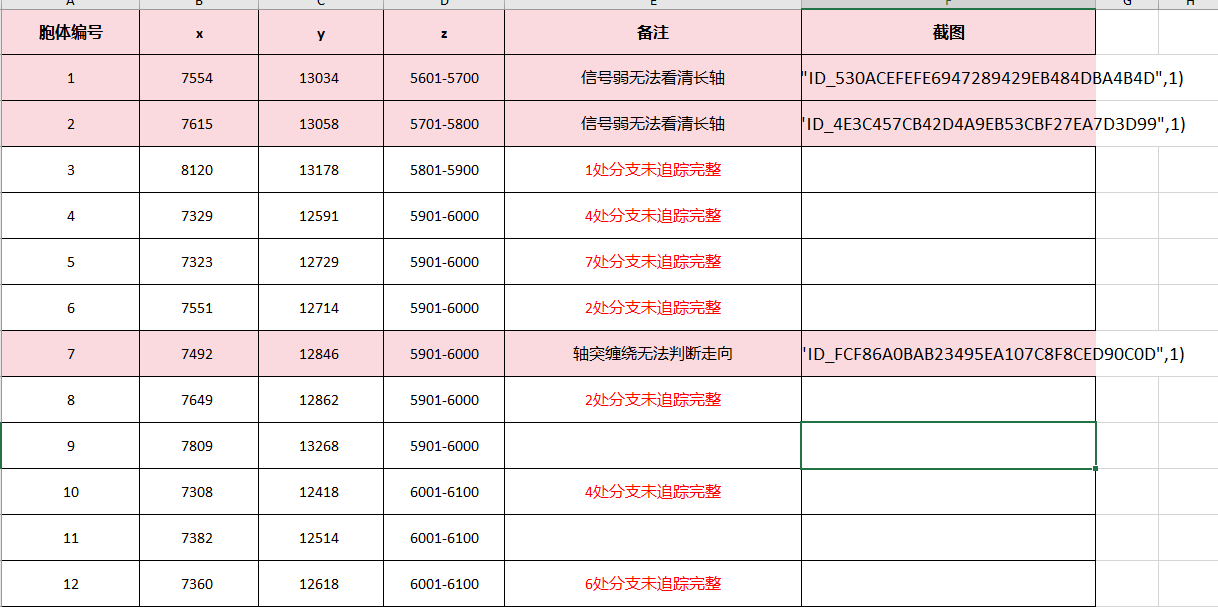 A B C D E F G H
胞体编号 x y z 备注 截图
1 7554 13034 5601-5700 信号弱无法看清长轴 "ID_530ACEFEFE6947289429EB484DBA4B4D",1)
2 7615 13058 5701-5800 信号弱无法看清长轴 "ID_4E3C457CB42D4A9EB53CBF27EA7D3D99",1)
3 8120 13178 5801-5900 1处分支未追踪完整
4 7329 12591 5901-6000 4处分支未追踪完整
5 7323 12729 5901-6000 7处分支未追踪完整
6 7551 12714 5901-6000 2处分支未追踪完整
7 7492 12846 5901-6000 轴突缠绕无法判断走向 "ID_FCF86A0BAB23495EA107C8F8CED90C0D",1)
8 7649 12862 5901-6000 2处分支未追踪完整
9 7809 13268 5901-6000
10 7308 12418 6001-6100 4处分支未追踪完整
11 7382 12514 6001-6100
12 7360 12618 6001-6100 6处分支未追踪完整